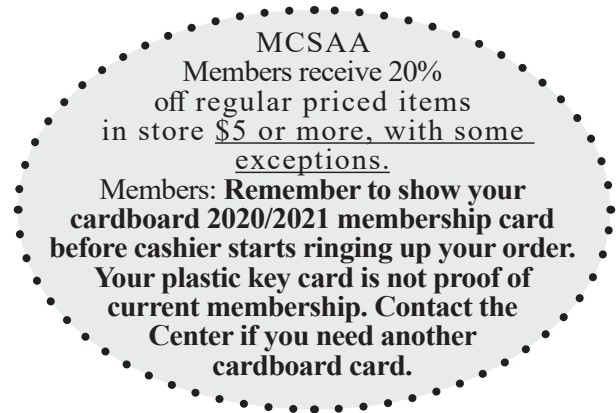 MCSAA
Members receive 20%
off regular priced items
in store $5 or more, with some
exceptions.
Members: Remember to show your
cardboard 2020/2021 membership card
before cashier starts ringing up your order.
Your plastic key card is not proof of
current membership. Contact the
Center if you need another
cardboard card.